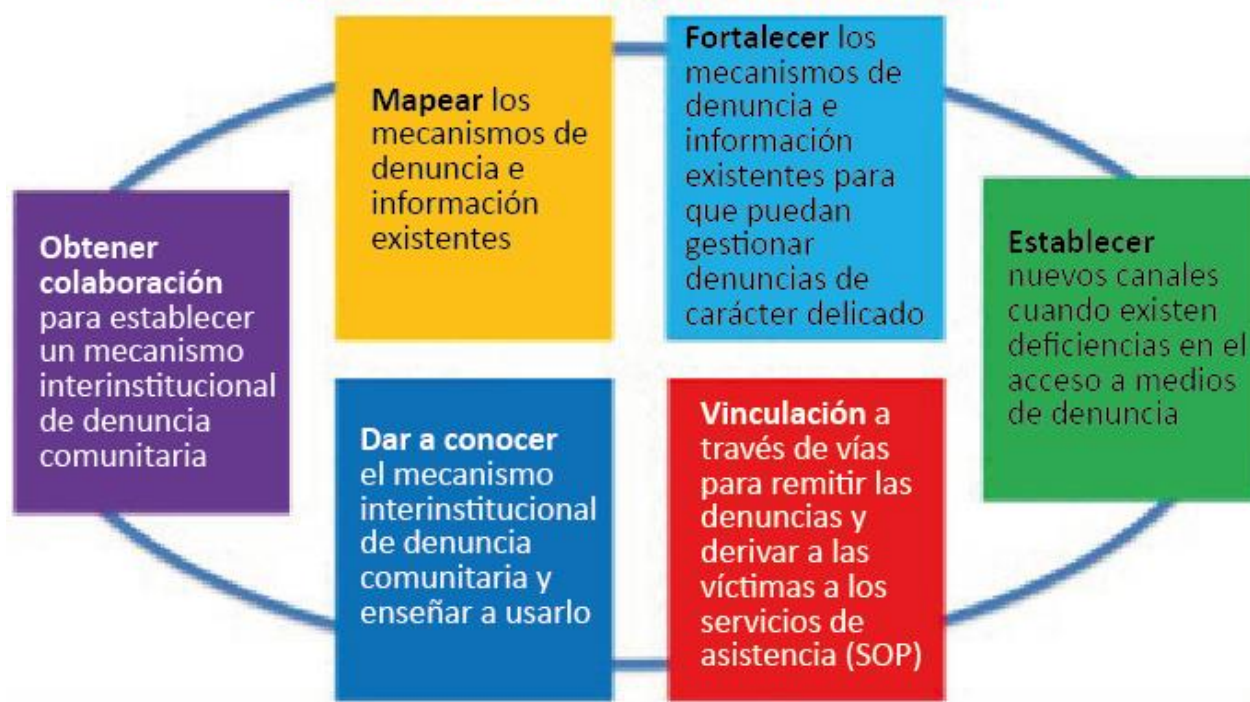 Obtener
colaboración
para establecer
un mecanismo
interinstitucional
de denuncia
comunitaria
Mapear los
mecanismos de
denuncia e
información
existentes
Fortalecer los
mecanismos de
denuncia e
información
existentes para
que puedan
gestionar
denuncias de
carácter delicado
Establecer
nuevos canales
cuando existen
deficiencias en el
acceso a medios
de denuncia
Vinculación a
través de vías
para remitir las
denuncias y
derivar a las
víctimas a los
servicios de
asistencia (SOP)
Dar a conocer
el mecanismo
interinstitucional
de denuncia
comunitaria y
enseñar a usarlo